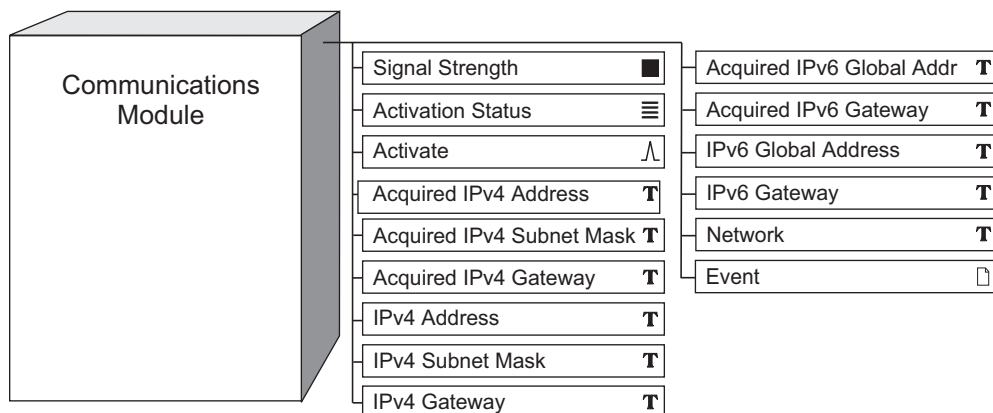 Communications
Module
Signal Strength
Activation Status
Activate
Acquired IPv4 Address T
Acquired IPv4 Subnet Mask T
Acquired IPv4 Gateway T
IPv4 Address T
IPv4 Subnet Mask T
IPv4 Gateway T
Acquired IPv6 Global Addr T
Acquired IPv6 Gateway T
IPv6 Global Address T
IPv6 Gateway T
Network T
Event